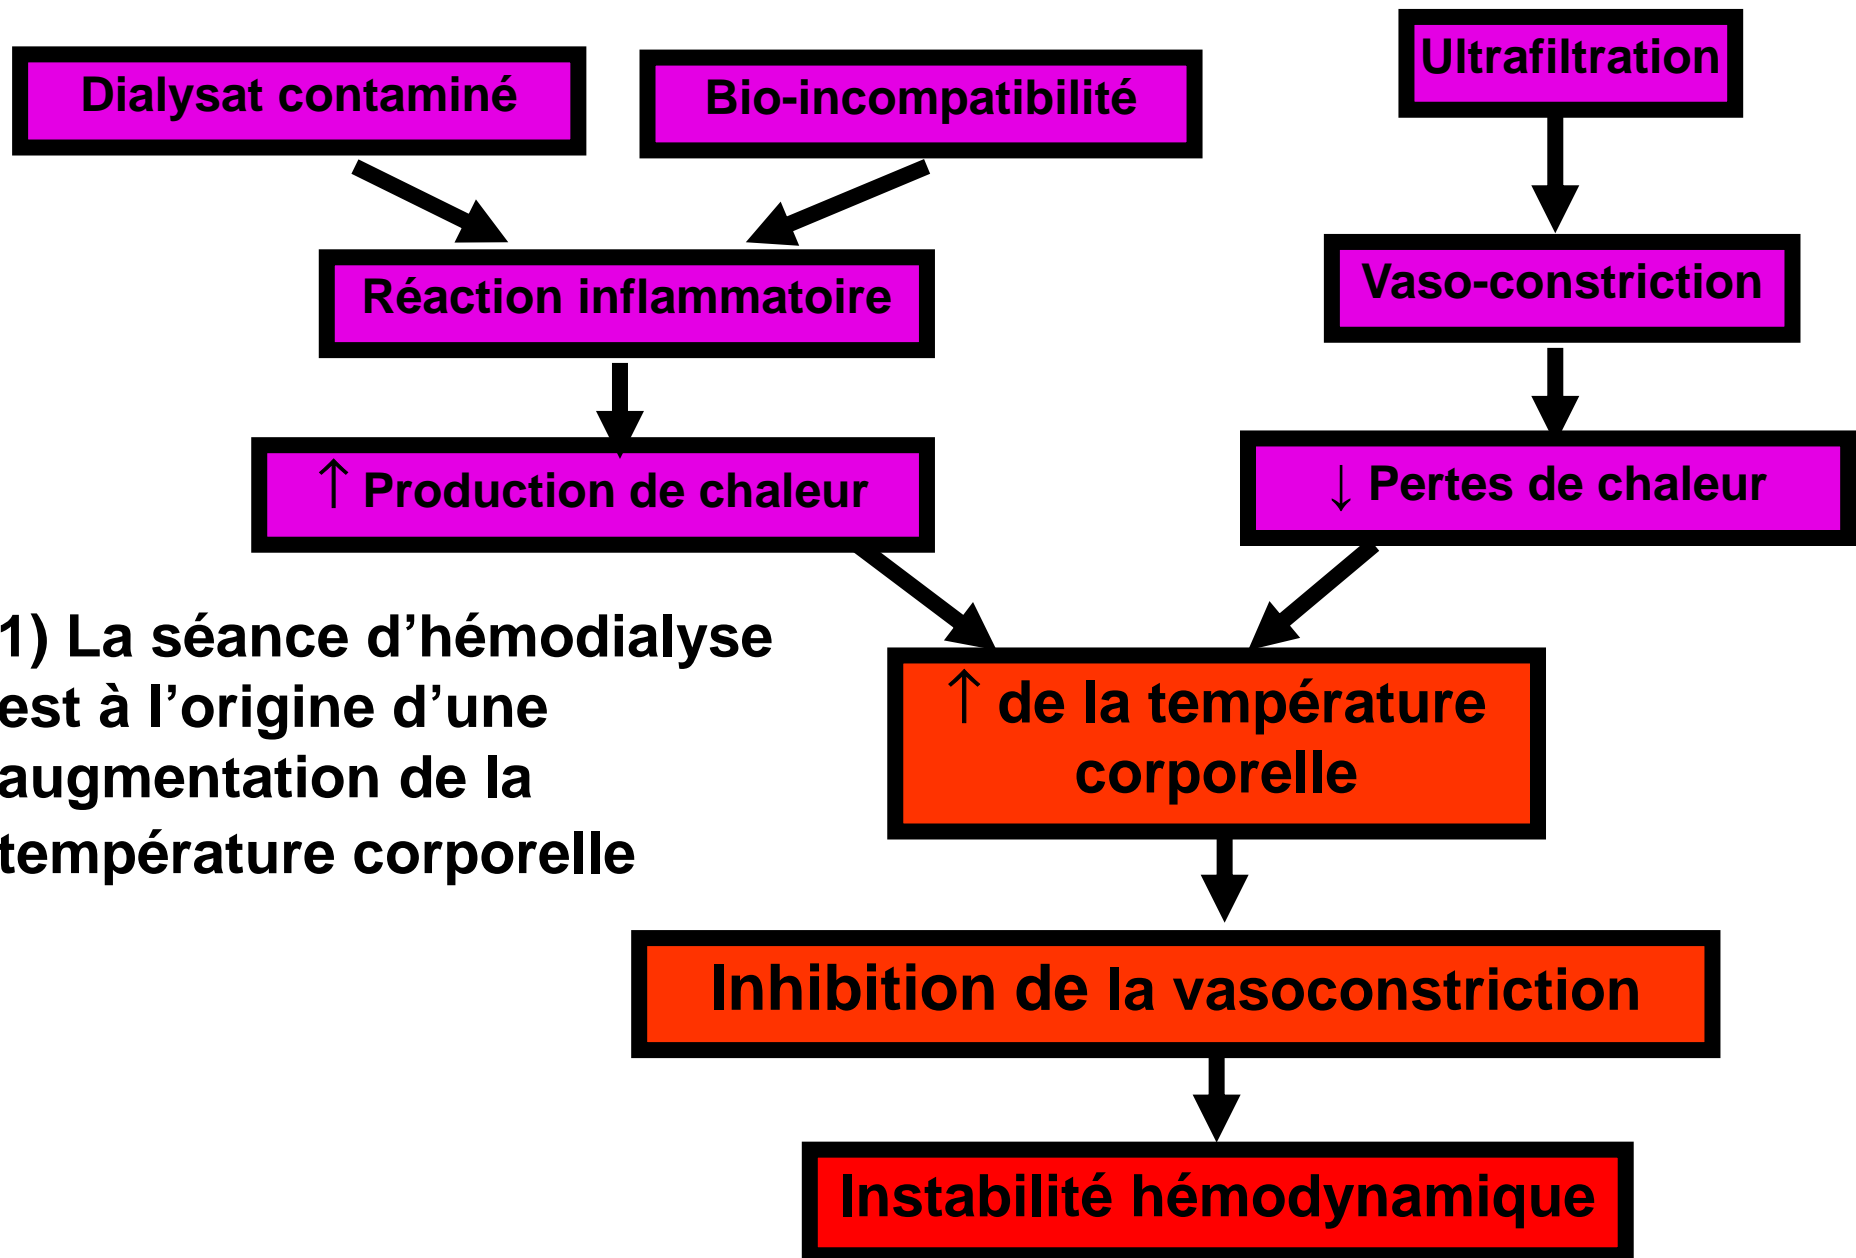 Dialysat contaminé
Bio-incompatibilité
Ultrafiltration
Réaction inflammatoire
Vaso-constriction
↑ Production de chaleur
↓ Pertes de chaleur
1) La séance d’hémodialyse
est à l’origine d’une
augmentation de la
température corporelle
↑ de la température
corporelle
Inhibition de la vasoconstriction
Instabilité hémodynamique